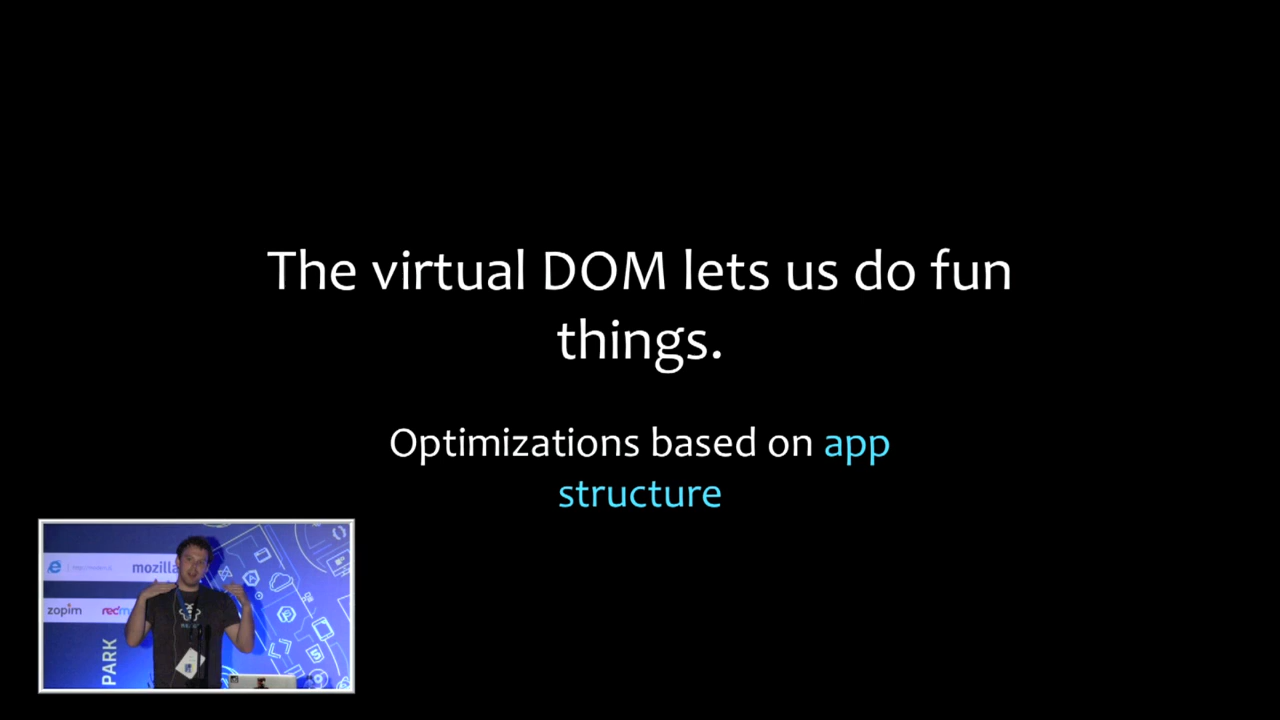 The virtual DOM lets us do fun
things.
Optimizations based on app
structure
mozilla
zopim
PARK